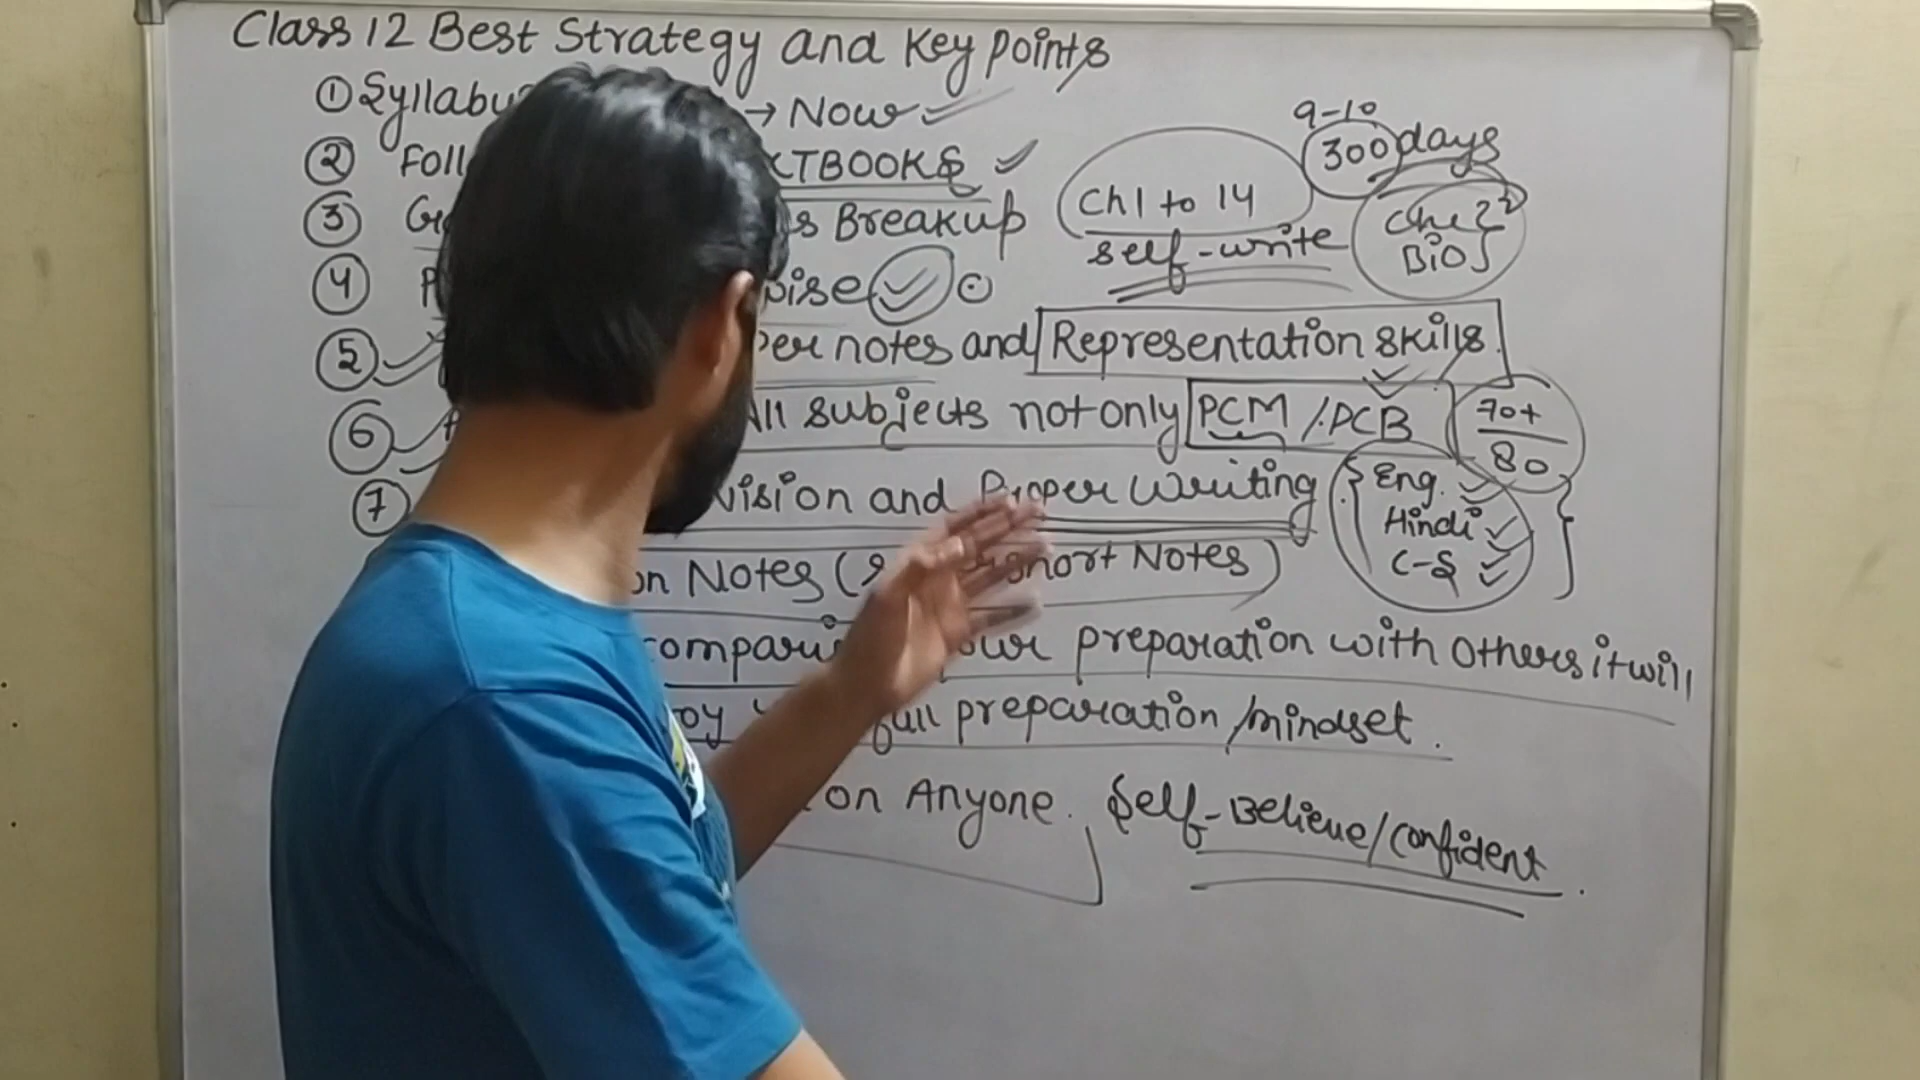 Class 12 Best Strategy and Key points
① Syllabus → Now
② Foll TBOOKS
③ s Breakup
④ wise
⑤ per notes and Representation skills.
⑥ All subjects not only PCM / PCB
⑦ vision and Proper Writing
on Notes ( short Notes)
comparing your preparation with others it will
oy full preparation /mindset.
on Anyone. Self-Believe/Confident.
9-10
300 days
Ch 1 to 14
self-write
Che
Bio
70+
80
Eng.
Hindi
C-S